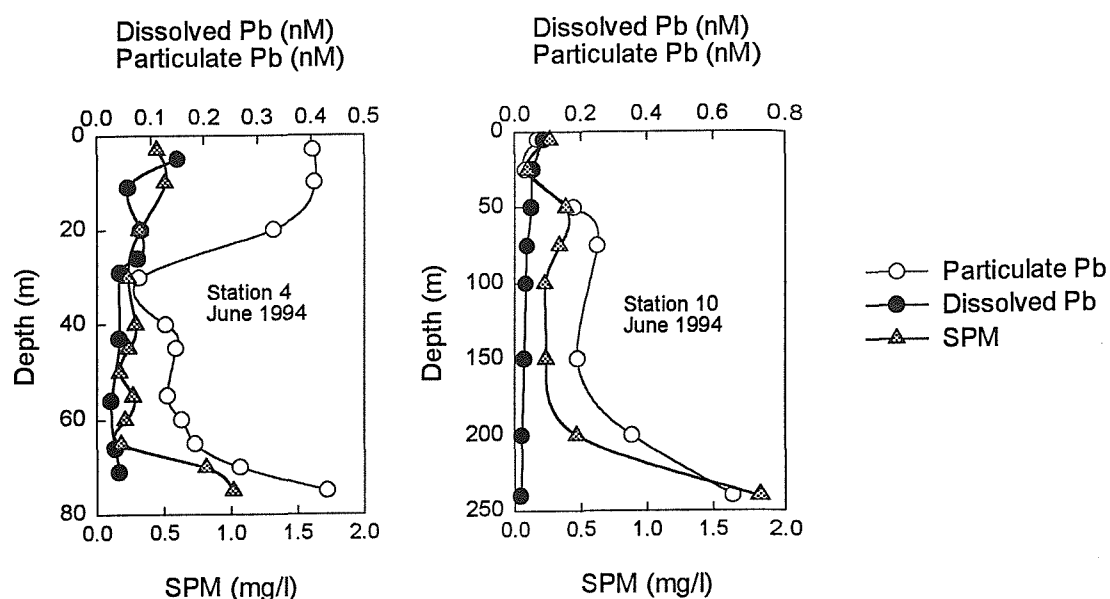 Dissolved Pb (nM)
Particulate Pb (nM)
0.0 0.1 0.2 0.3 0.4 0.5
0
20
40
60
80
Depth (m)
Station 4
June 1994
0.0 0.5 1.0 1.5 2.0
SPM (mg/l)
Dissolved Pb (nM)
Particulate Pb (nM)
0.0 0.2 0.4 0.6 0.8
0
50
100
150
200
250
Depth (m)
Station 10
June 1994
0.0 0.5 1.0 1.5 2.0
SPM (mg/l)
Particulate Pb
Dissolved Pb
SPM